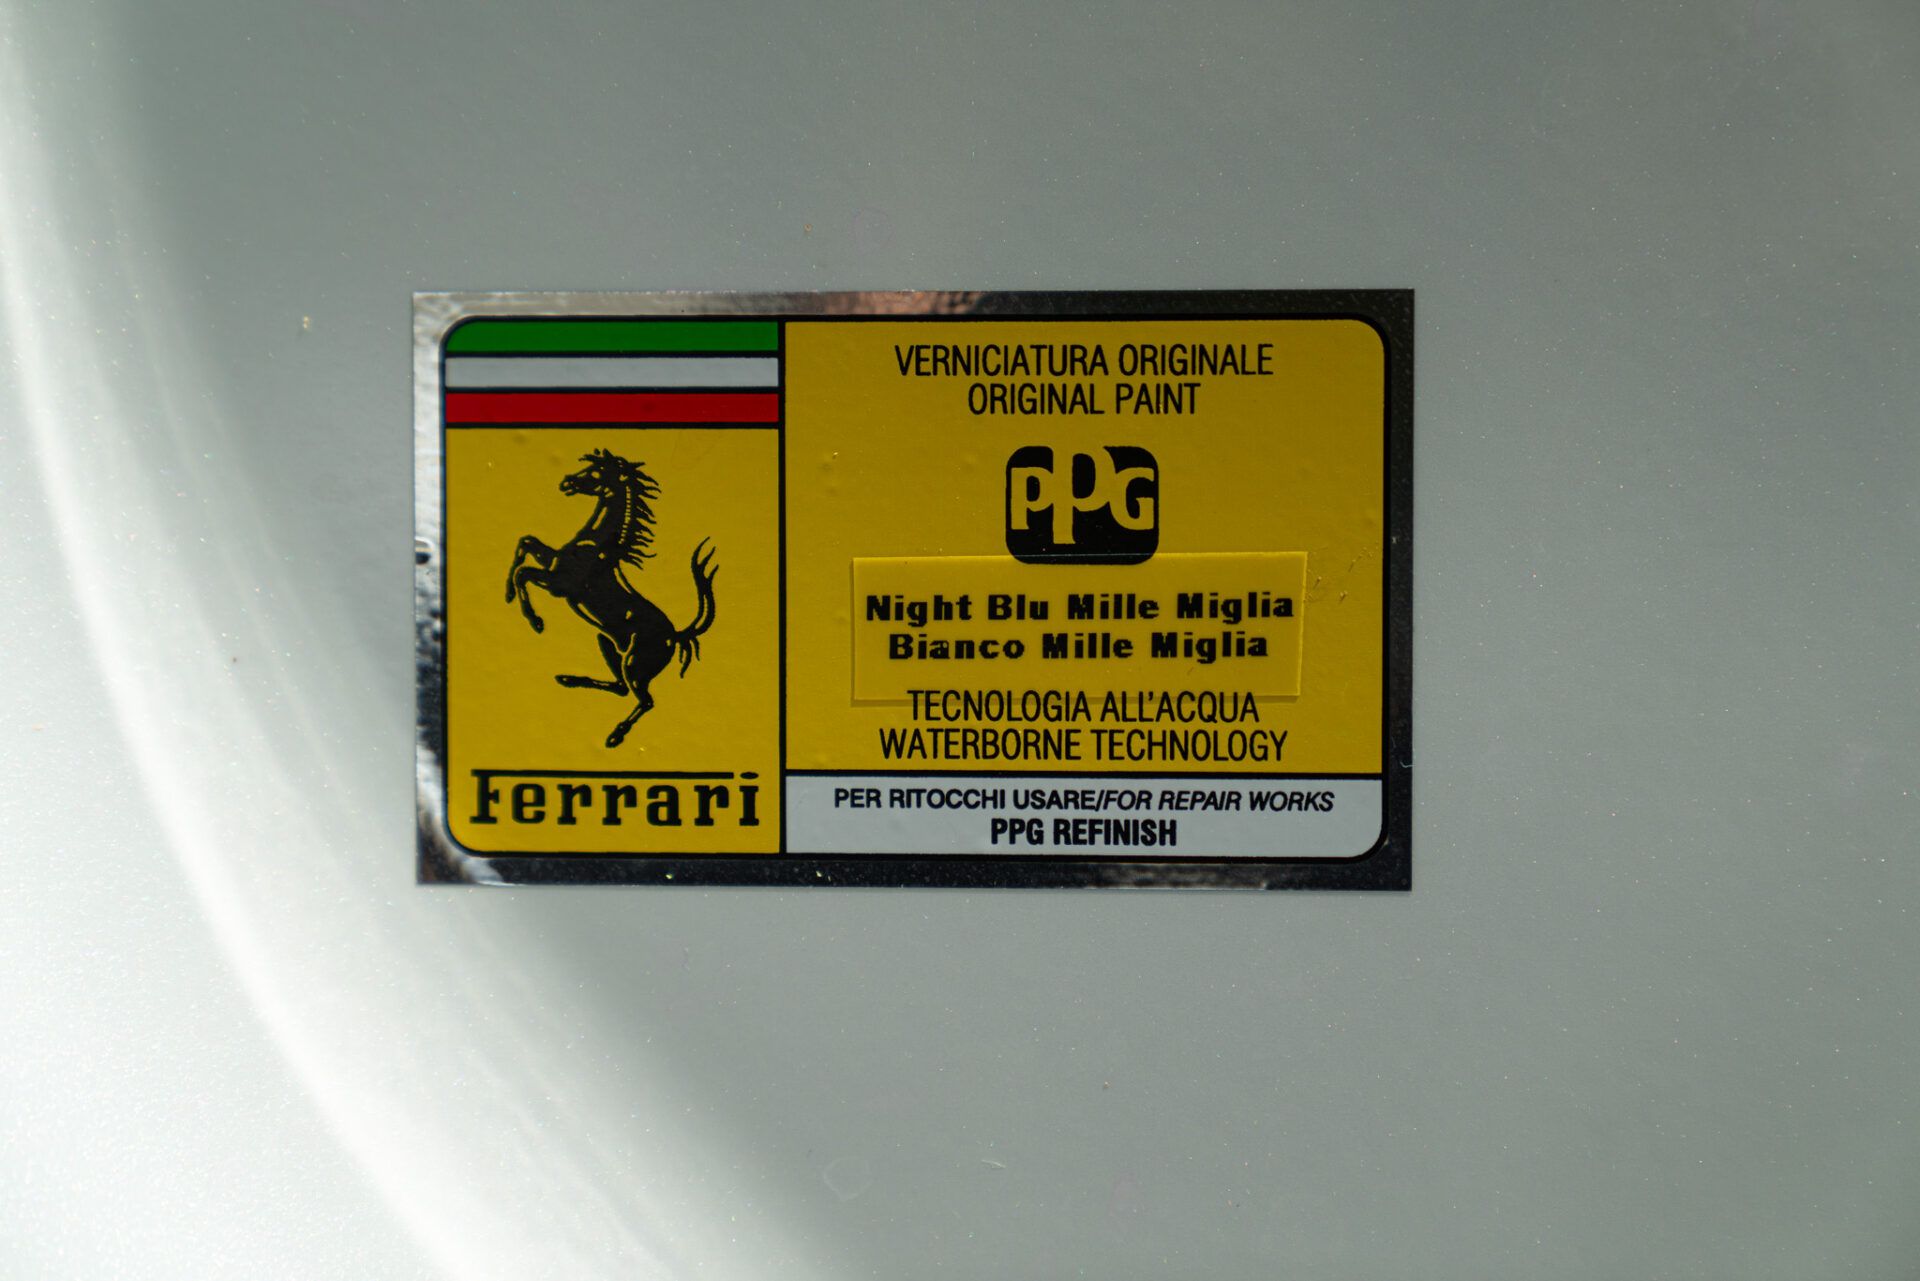 Ferrari
VERNICIATURA ORIGINALE
ORIGINAL PAINT
PPG
Night Blu Mille Miglia
Bianco Mille Miglia
TECNOLOGIA ALL'ACQUA
WATERBORNE TECHNOLOGY
PER RITOCCHI USARE/FOR REPAIR WORKS
PPG REFINISH